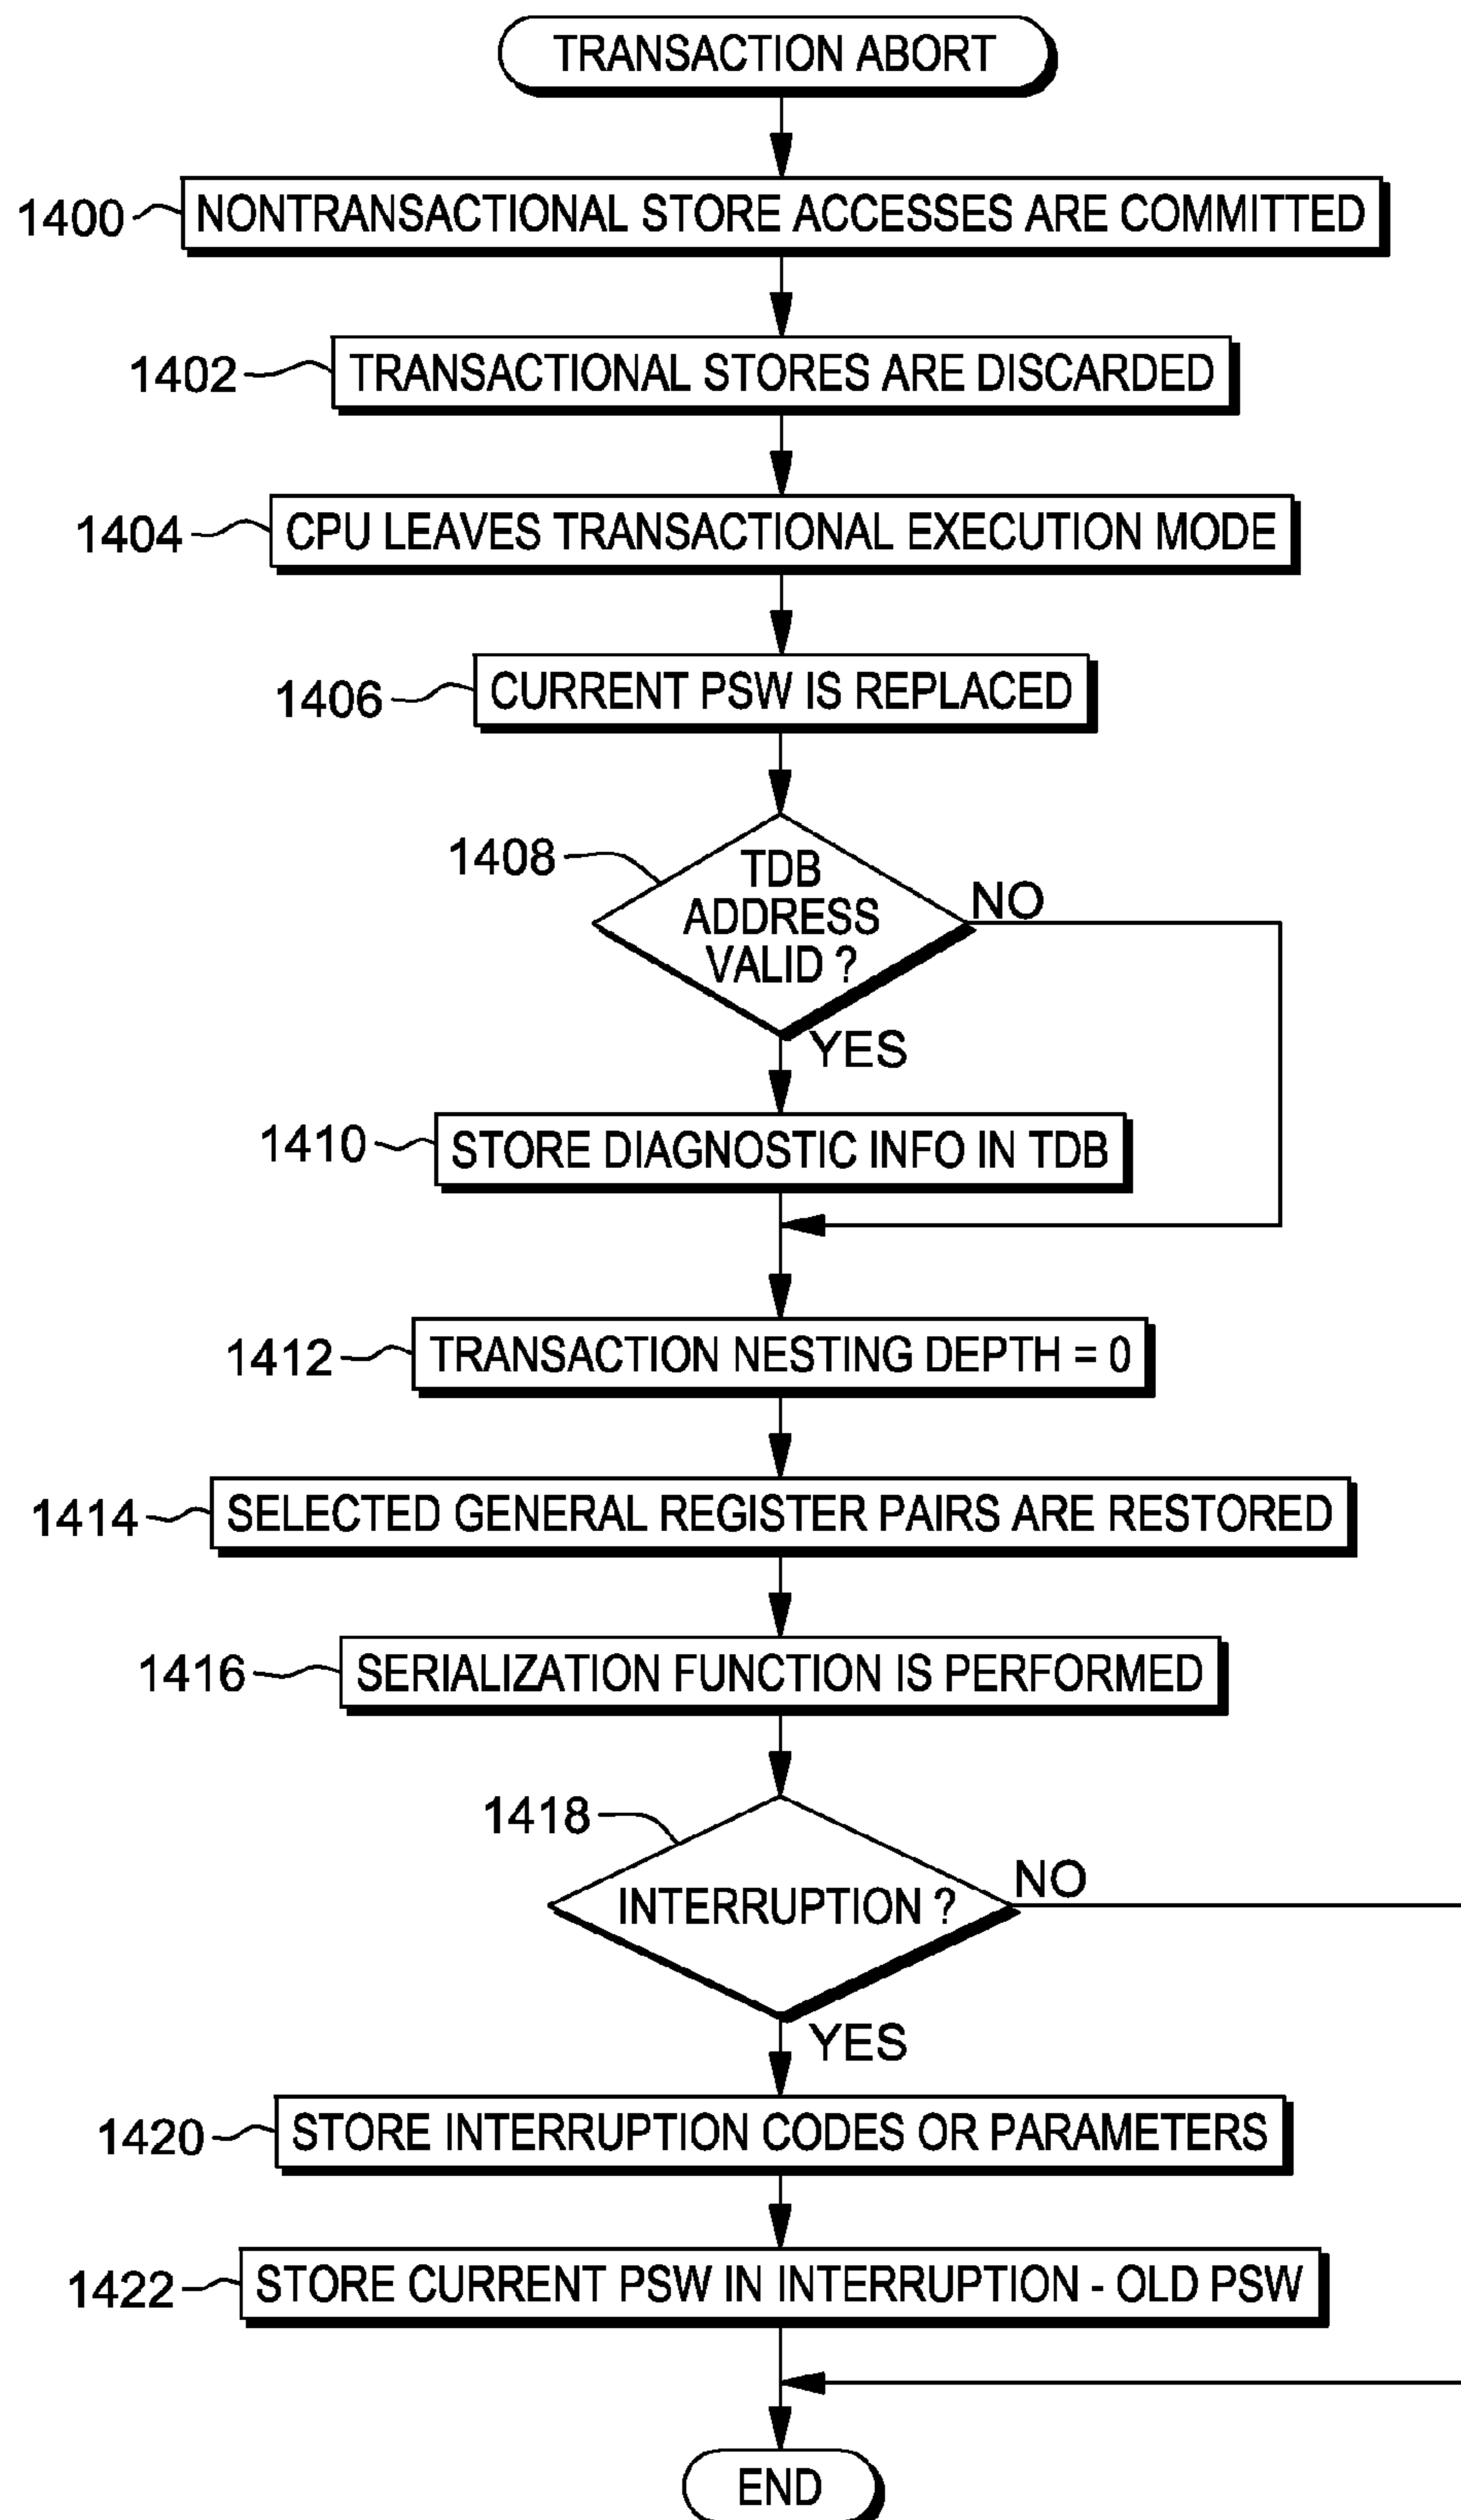 TRANSACTION ABORT
1400
NONTRANSACTIONAL STORE ACCESSES ARE COMMITTED
1402
TRANSACTIONAL STORES ARE DISCARDED
1404
CPU LEAVES TRANSACTIONAL EXECUTION MODE
1406
CURRENT PSW IS REPLACED
1408
TDB
ADDRESS
VALID ?
NO
YES
1410
STORE DIAGNOSTIC INFO IN TDB
1412
TRANSACTION NESTING DEPTH = 0
1414
SELECTED GENERAL REGISTER PAIRS ARE RESTORED
1416
SERIALIZATION FUNCTION IS PERFORMED
1418
INTERRUPTION ?
NO
YES
1420
STORE INTERRUPTION CODES OR PARAMETERS
1422
STORE CURRENT PSW IN INTERRUPTION - OLD PSW
END